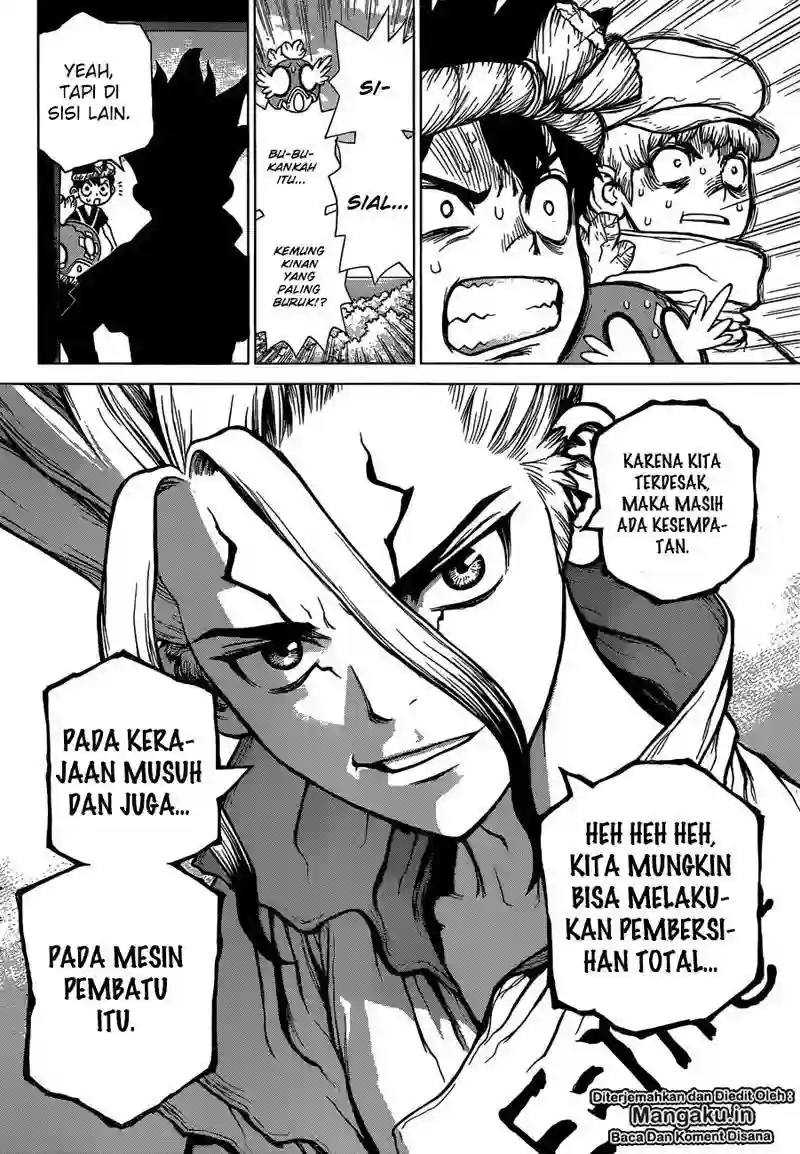 SI-
SIAL...
BU-BU-
KANKAH
ITU...
KEMUNG
KINAN
YANG
PALING
BURUK!?
YEAH,
TAPI DI
SISI LAIN.
KARENA KITA
TERDESAK,
MAKA MASIH
ADA KESEMPA-
TAN.
HEH HEH HEH,
KITA MUNGKIN
BISA MELAKU-
KAN PEMBERSI-
HAN TOTAL...
PADA KERA-
JAAN MUSUH
DAN JUGA...
PADA MESIN
PEMBATU
ITU.
Diterjemahkan dan Diedit Oleh :
Mangaku.in
Baca Dan Koment Disana